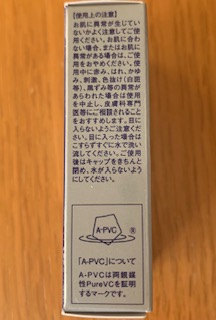 【使用上の注意】
お肌に異常が生じていな
いかよく注意してご使
用ください。お肌に合わ
ない場合、またはお肌に
異常がある場合は、ご使
用をおやめください。使
用中に赤み、はれ、かゆ
み、刺激、色抜け(白斑
等)、黒ずみ等の異常が
あらわれた場合は使用
を中止し、皮膚科専門
医等にご相談されること
をおすすめします。日に
入らないようご注意くだ
さい。目に入った場合は
こすらずすぐに水で洗い
流してください。ご使用
後はキャップをきちんと
閉め、水が入らないよう
にしてください。
A-PVC
®
「A-PVC」について
A-PVCは両親媒
性PureVCを証明
するマークです。